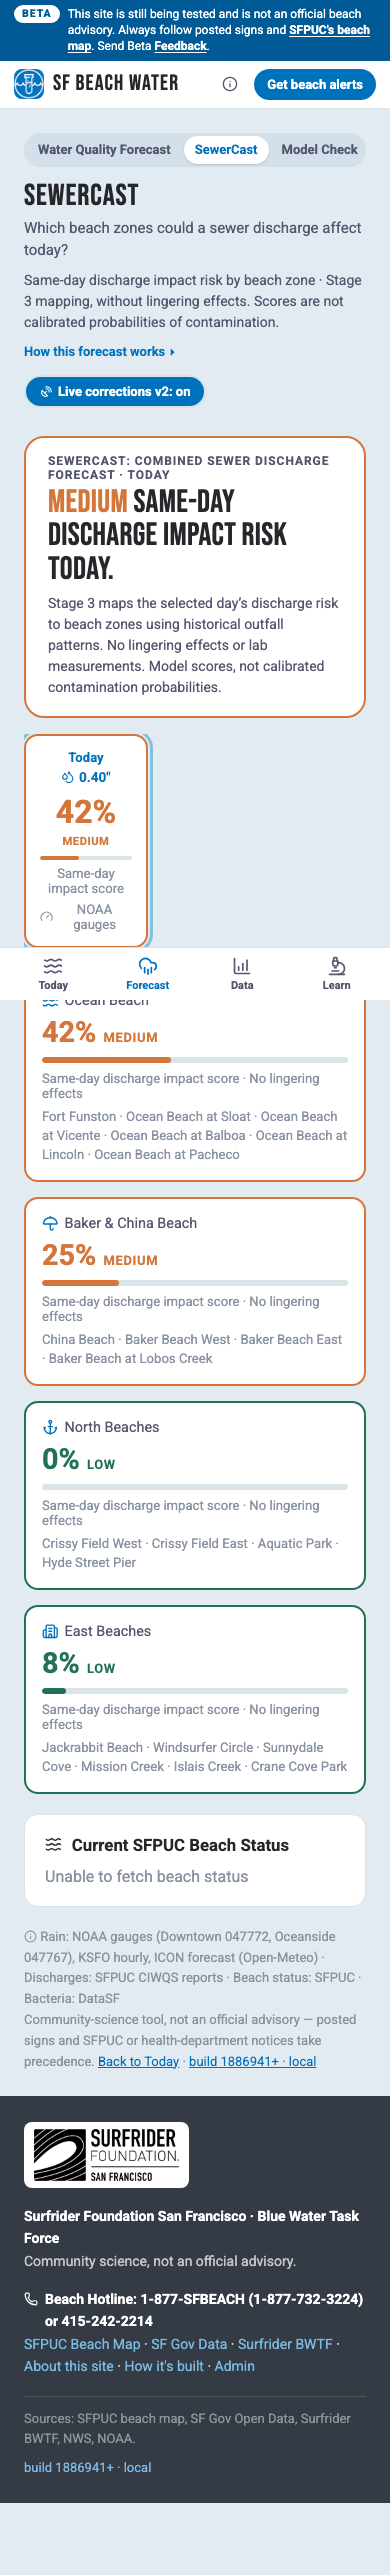 BETA
This site is still being tested and is not an official beach
advisory. Always follow posted signs and SFPUC's beach
map. Send Beta Feedback.
SF BEACH WATER
Get beach alerts
Water Quality Forecast
SewerCast
Model Check
SEWERCAST
Which beach zones could a sewer discharge affect
today?
Same-day discharge impact risk by beach zone · Stage
3 mapping, without lingering effects. Scores are not
calibrated probabilities of contamination.
How this forecast works
Live corrections v2: on
SEWERCAST: COMBINED SEWER DISCHARGE
FORECAST · TODAY
MEDIUM SAME-DAY
DISCHARGE IMPACT RISK
TODAY.
Stage 3 maps the selected day's discharge risk
to beach zones using historical outfall
patterns. No lingering effects or lab
measurements. Model scores, not calibrated
contamination probabilities.
Today
0.40"
42%
MEDIUM
Same-day
impact score
NOAA
gauges
Today
Forecast
Data
Learn
Ocean Beach
42% MEDIUM
Same-day discharge impact score · No lingering
effects
Fort Funston · Ocean Beach at Sloat · Ocean Beach
at Vicente · Ocean Beach at Balboa · Ocean Beach at
Lincoln · Ocean Beach at Pacheco
Baker & China Beach
25% MEDIUM
Same-day discharge impact score · No lingering
effects
China Beach · Baker Beach West · Baker Beach East
· Baker Beach at Lobos Creek
North Beaches
0% LOW
Same-day discharge impact score · No lingering
effects
Crissy Field West · Crissy Field East · Aquatic Park ·
Hyde Street Pier
East Beaches
8% LOW
Same-day discharge impact score · No lingering
effects
Jackrabbit Beach · Windsurfer Circle · Sunnydale
Cove · Mission Creek · Islais Creek · Crane Cove Park
Current SFPUC Beach Status
Unable to fetch beach status
Rain: NOAA gauges (Downtown 047772, Oceanside
047767), KSFO hourly, ICON forecast (Open-Meteo) ·
Discharges: SFPUC CIWQS reports · Beach status: SFPUC ·
Bacteria: DataSF
Community-science tool, not an official advisory — posted
signs and SFPUC or health-department notices take
precedence. Back to Today · build 1886941+ · local
SURFRIDER
FOUNDATION.
SAN FRANCISCO
Surfrider Foundation San Francisco · Blue Water Task
Force
Community science, not an official advisory.
Beach Hotline: 1-877-SFBEACH (1-877-732-3224)
or 415-242-2214
SFPUC Beach Map · SF Gov Data · Surfrider BWTF ·
About this site · How it's built · Admin
Sources: SFPUC beach map, SF Gov Open Data, Surfrider
BWTF, NWS, NOAA.
build 1886941+ · local